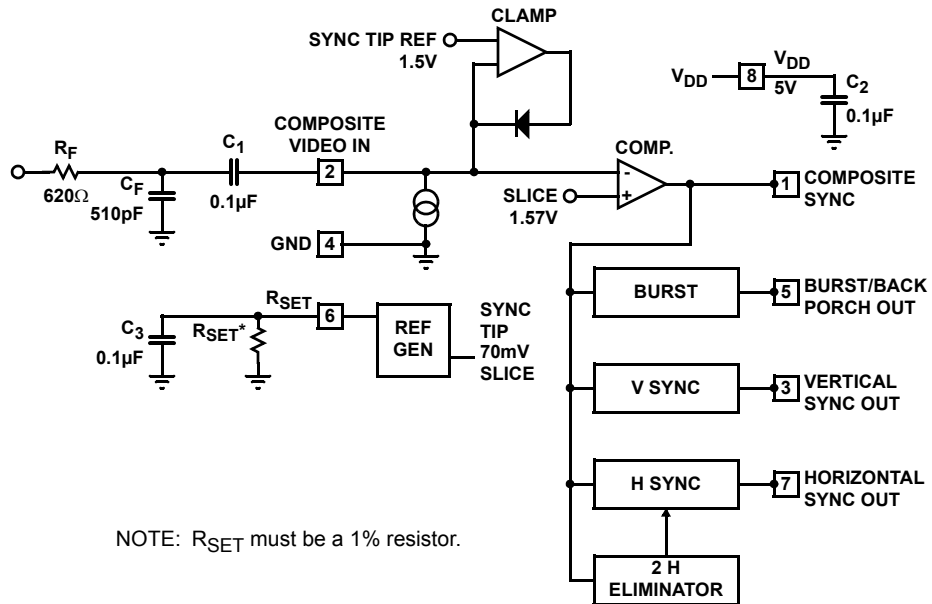 CLAMP
SYNC TIP REF
1.5V
VDD
8
VDD
5V
C2
0.1µF
RF
620Ω
CF
510pF
C1
0.1µF
COMPOSITE
VIDEO IN
2
COMP.
-
+
SLICE
1.57V
1
COMPOSITE
SYNC
GND
4
BURST
5
BURST/BACK
PORCH OUT
RSET
6
C3
0.1µF
RSET*
REF
GEN
SYNC
TIP
70mV
SLICE
V SYNC
3
VERTICAL
SYNC OUT
H SYNC
7
HORIZONTAL
SYNC OUT
NOTE: RSET must be a 1% resistor.
2 H
ELIMINATOR